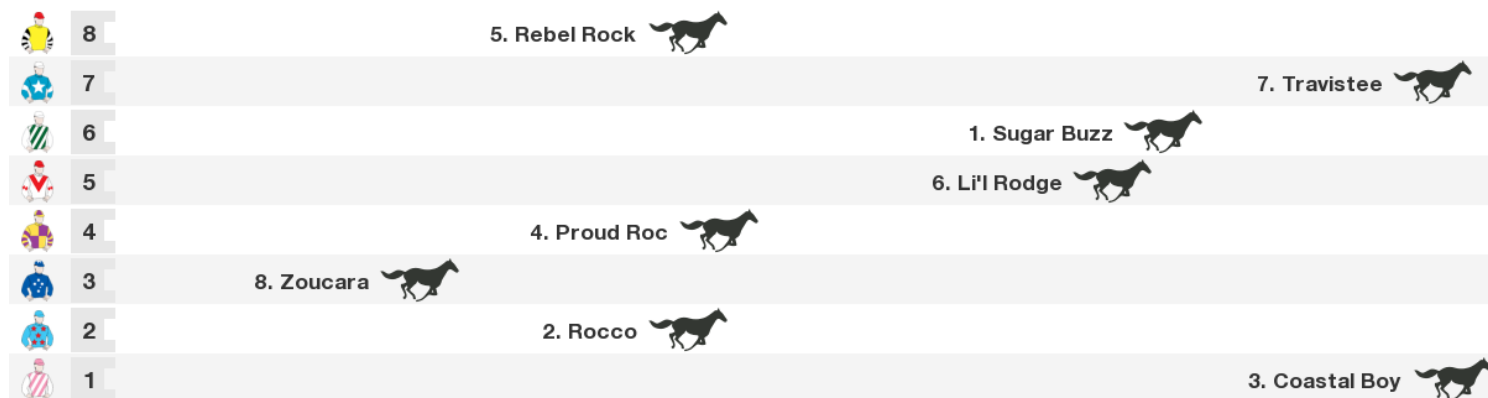 8 5. Rebel Rock
7 7. Travistee
6 1. Sugar Buzz
5 6. Li'l Rodge
4 4. Proud Roc
3 8. Zoucara
2 2. Rocco
1 3. Coastal Boy